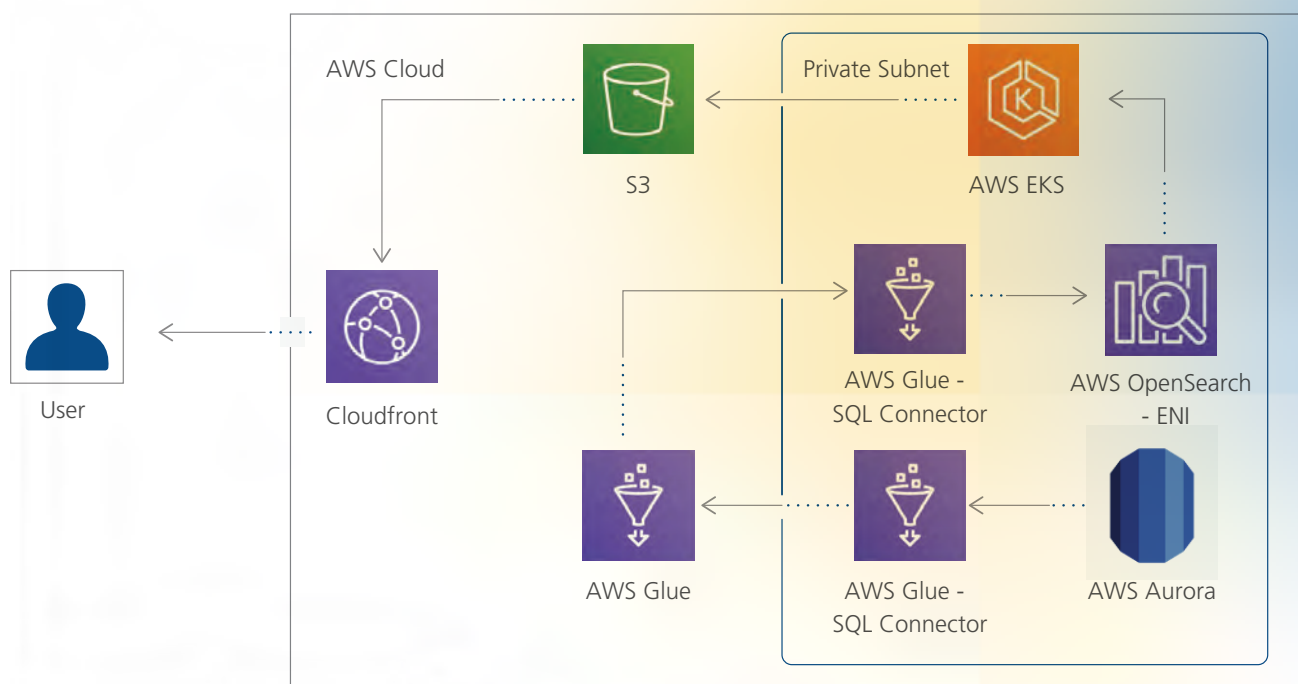 AWS Cloud
Private Subnet
S3
AWS EKS
User
Cloudfront
AWS Glue -
SQL Connector
AWS OpenSearch
- ENI
AWS Glue
AWS Glue -
SQL Connector
AWS Aurora